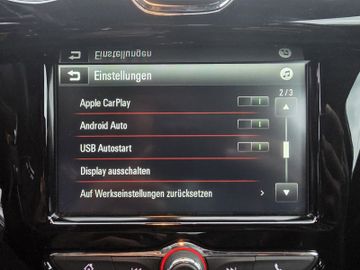 Einstellungen
Einstellungen
2/3
Apple CarPlay
Android Auto
USB Autostart
Display ausschalten
Auf Werkseinstellungen zurücksetzen